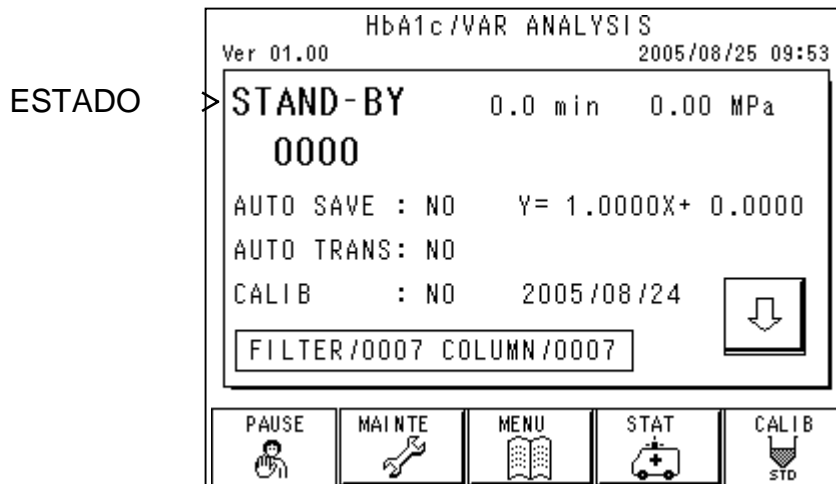 HbA1c/VAR ANALYSIS
Ver 01.00 2005/08/25 09:53
ESTADO > STAND-BY 0.0 min 0.00 MPa
0000
AUTO SAVE : NO Y= 1.0000X+ 0.0000
AUTO TRANS: NO
CALIB : NO 2005/08/24
FILTER/0007 COLUMN/0007
PAUSE MAINTE MENU STAT CALIB
STD